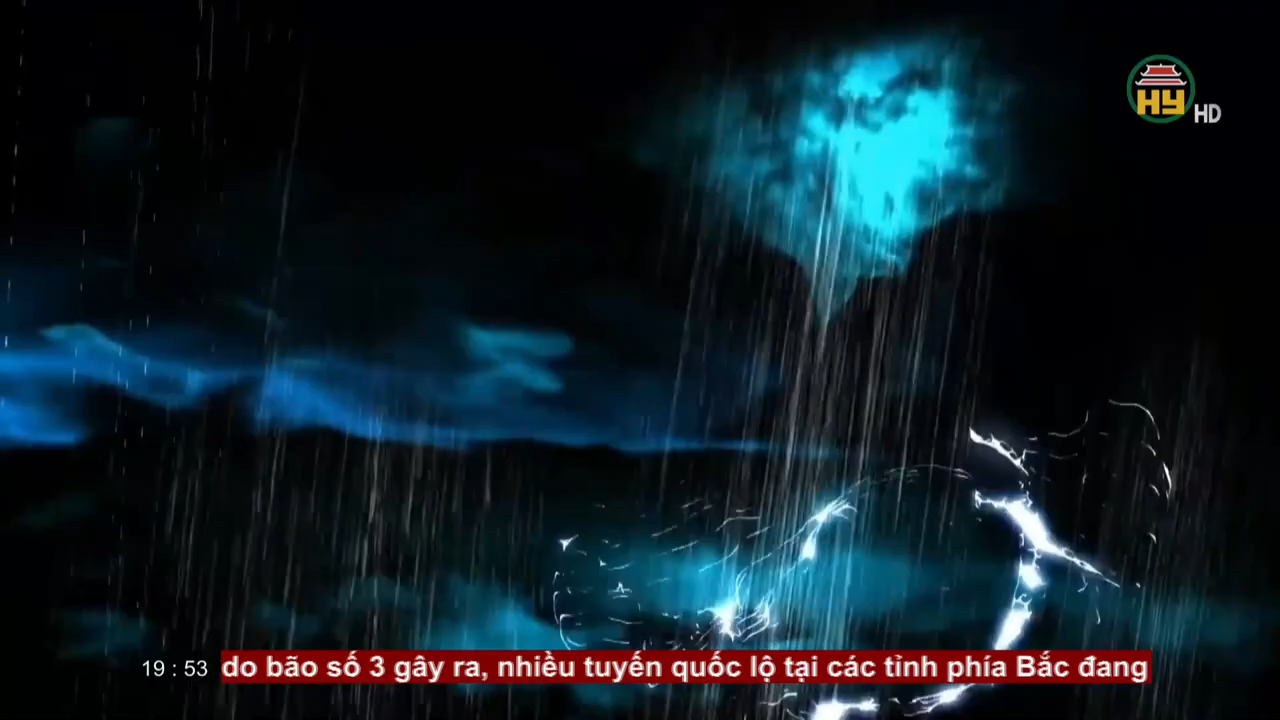 HY HD
19 : 53 do bão số 3 gây ra, nhiều tuyến quốc lộ tại các tỉnh phía Bắc đang